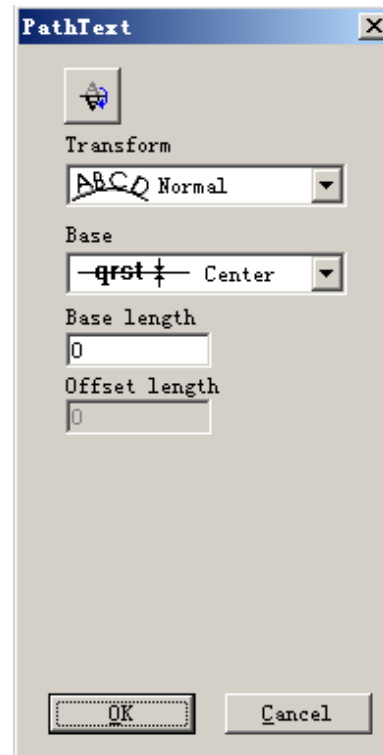 PathText
Transform
ABCD Normal
Base
qrst Center
Base length
0
Offset length
0
OK
Cancel